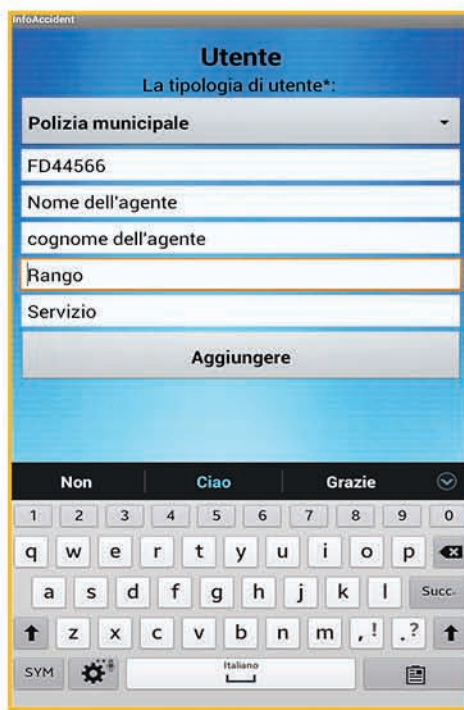 InfoAccident
Utente
La tipologia di utente*:
Polizia municipale
FD44566
Nome dell'agente
cognome dell'agente
Rango
Servizio
Aggiungere
Non Ciao Grazie
1 2 3 4 5 6 7 8 9 0
q w e r t y u i o p
a s d f g h j k l Succ.
z x c v b n m , ! . ?
SYM Italiano